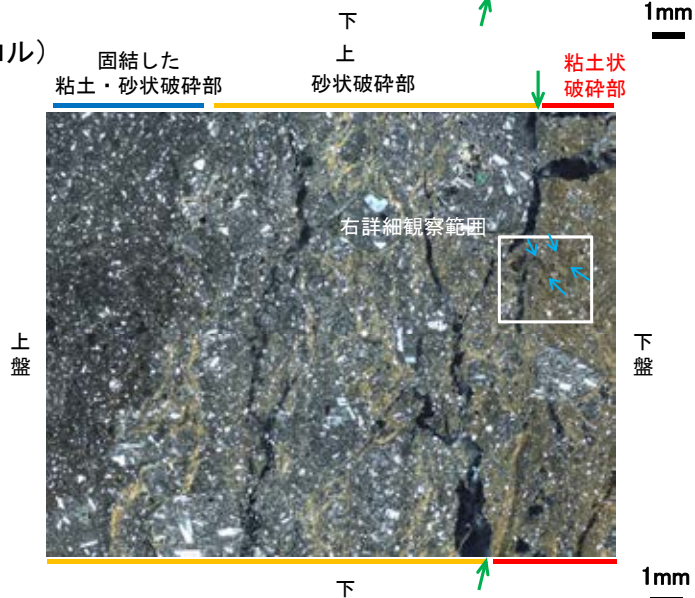 下
1mm
ル)
上
固結した
粘土・砂状破砕部
砂状破砕部
粘土状
破砕部
右詳細観察範囲
上
盤
下
盤
下
1mm